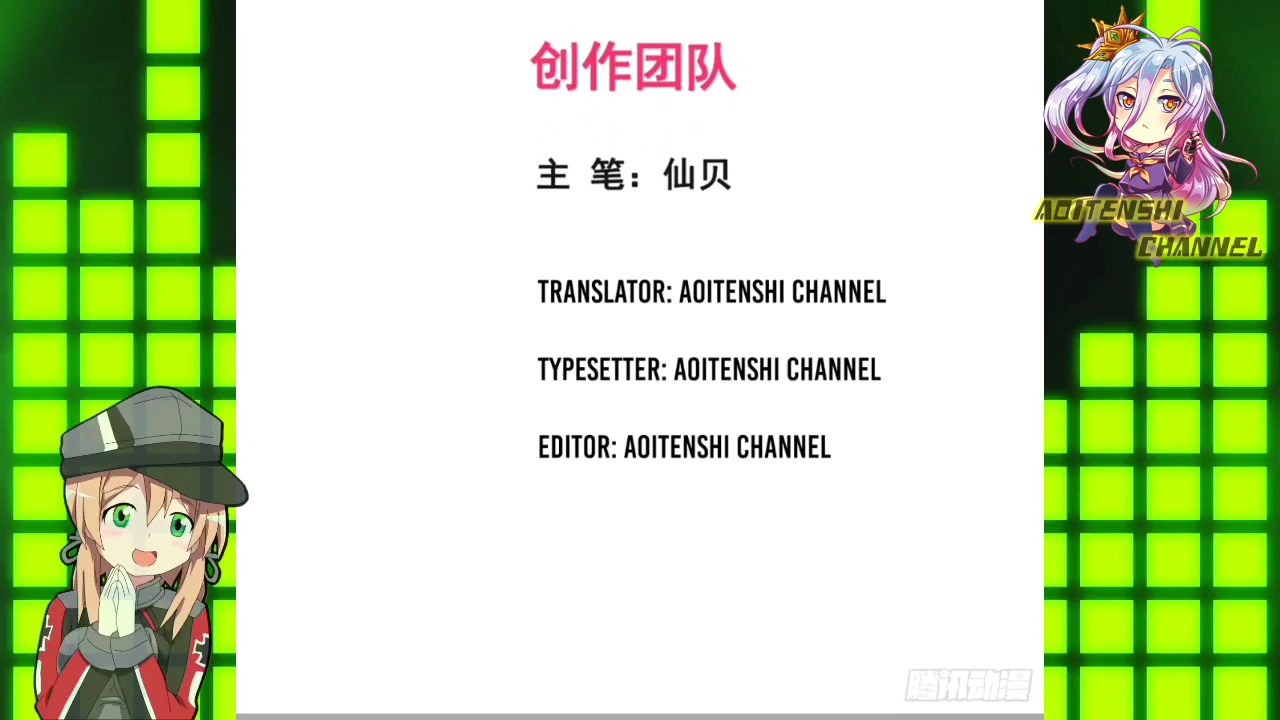 创作团队
主 笔：仙贝
AOITENSHI
CHANNEL
TRANSLATOR: AOITENSHI CHANNEL
TYPESETTER: AOITENSHI CHANNEL
EDITOR: AOITENSHI CHANNEL
腾讯动漫